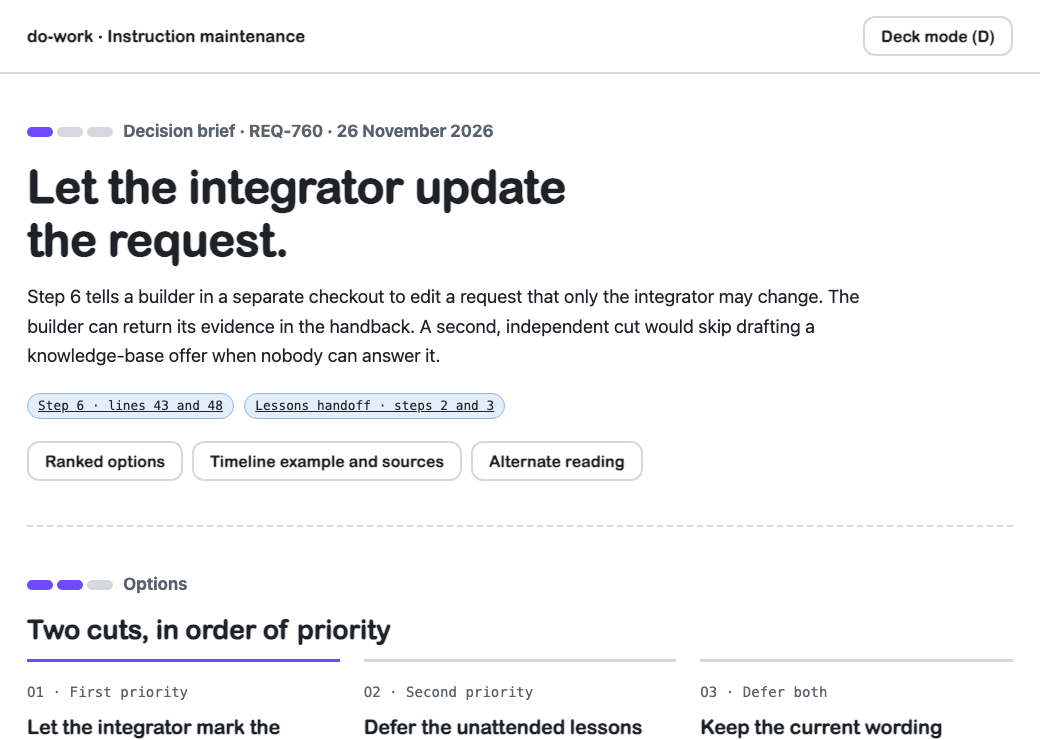 do-work · Instruction maintenance
Deck mode (D)
Decision brief · REQ-760 · 26 November 2026
Let the integrator update
the request.
Step 6 tells a builder in a separate checkout to edit a request that only the integrator may change. The
builder can return its evidence in the handback. A second, independent cut would skip drafting a
knowledge-base offer when nobody can answer it.
Step 6 · lines 43 and 48
Lessons handoff · steps 2 and 3
Ranked options
Timeline example and sources
Alternate reading
Options
Two cuts, in order of priority
01 · First priority
Let the integrator mark the
02 · Second priority
Defer the unattended lessons
03 · Defer both
Keep the current wording